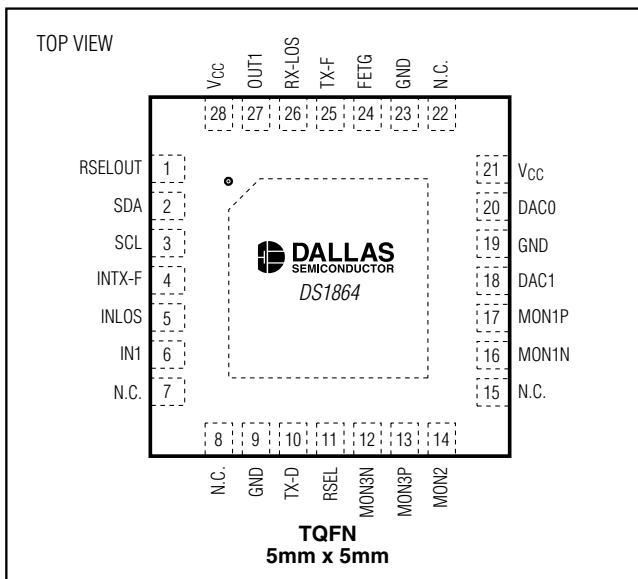 TOP VIEW
VCC OUT1 RX-LOS TX-F FETG GND N.C.
28 27 26 25 24 23 22
RSELOUT 1
SDA 2
SCL 3
INTX-F 4
INLOS 5
IN1 6
N.C. 7
DALLAS
SEMICONDUCTOR
DS1864
21 VCC
20 DAC0
19 GND
18 DAC1
17 MON1P
16 MON1N
15 N.C.
8 9 10 11 12 13 14
N.C. GND TX-D RSEL MON3N MON3P MON2
TQFN
5mm x 5mm